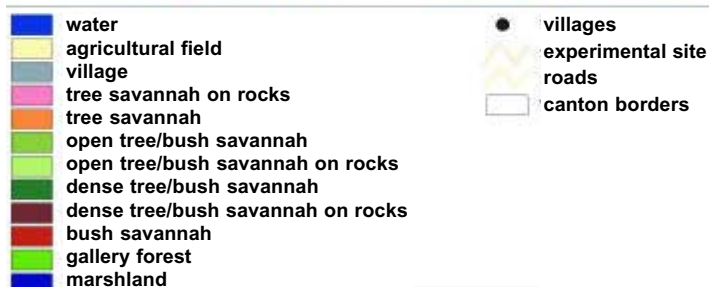 water
agricultural field
village
tree savannah on rocks
tree savannah
open tree/bush savannah
open tree/bush savannah on rocks
dense tree/bush savannah
dense tree/bush savannah on rocks
bush savannah
gallery forest
marshland
villages
experimental site
roads
canton borders